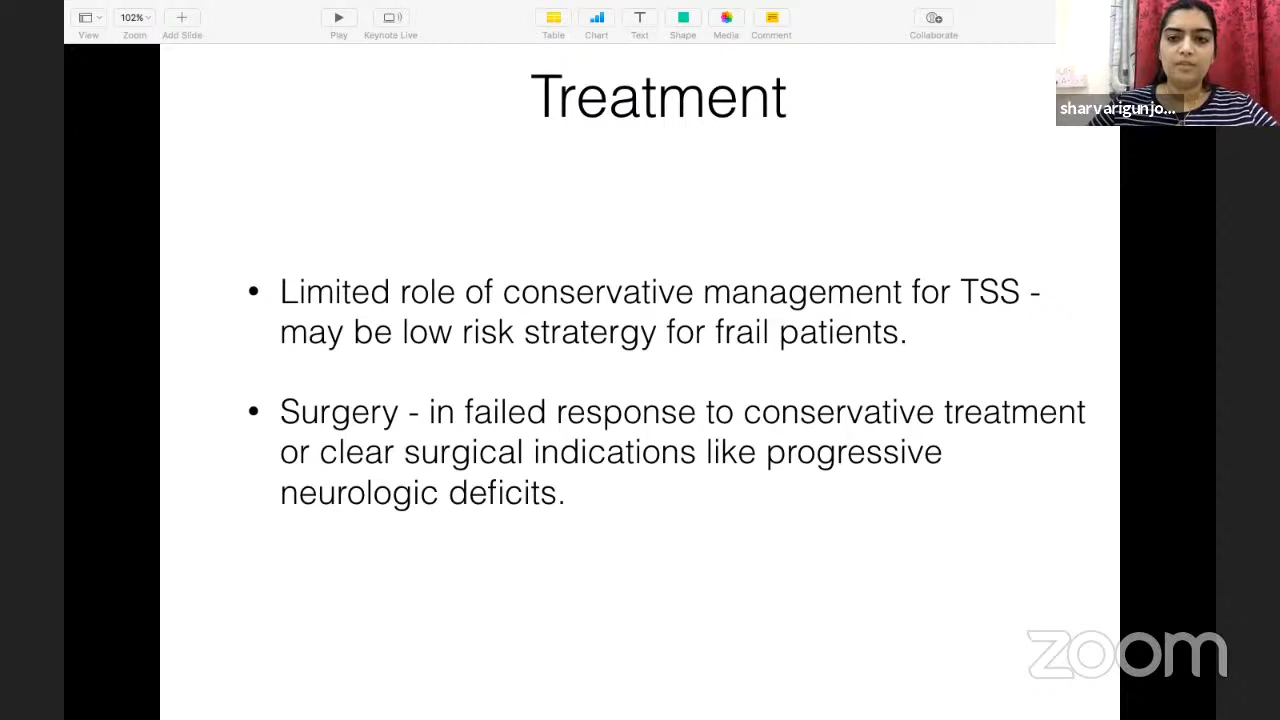 102%
View
Zoom
Add Slide
Play
Keynote Live
Table
Chart
Text
Shape
Media
Comment
Collaborate
sharvarigunjo...
Treatment
• Limited role of conservative management for TSS -
may be low risk stratergy for frail patients.
• Surgery - in failed response to conservative treatment
or clear surgical indications like progressive
neurologic deficits.
zoom